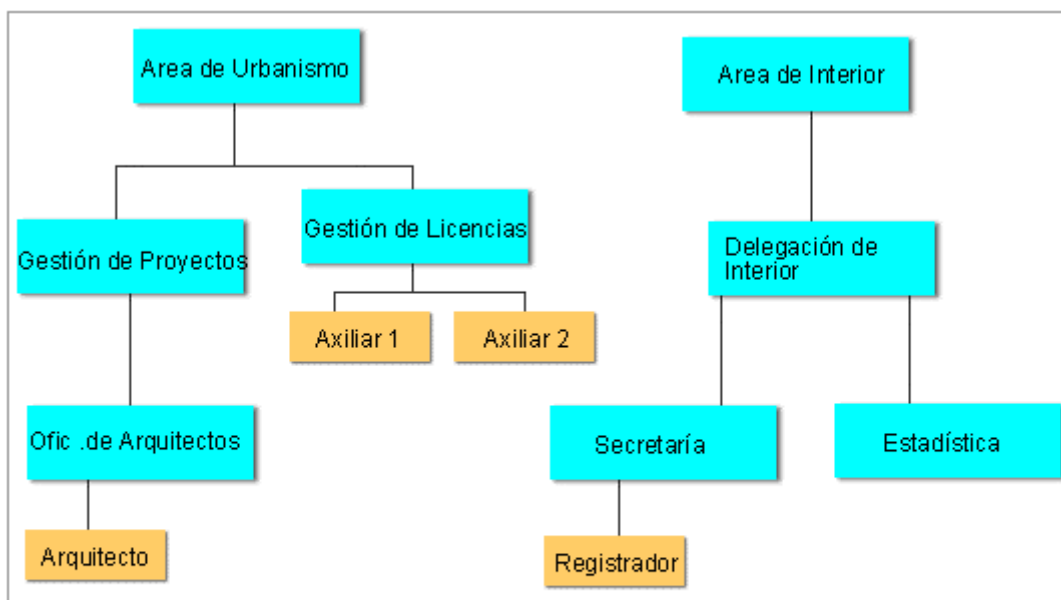 Area de Urbanismo
Area de Interior
Gestión de Proyectos
Gestión de Licencias
Delegación de
Interior
Axiliar 1
Axiliar 2
Ofic .de Arquitectos
Secretaría
Estadística
Arquitecto
Registrador